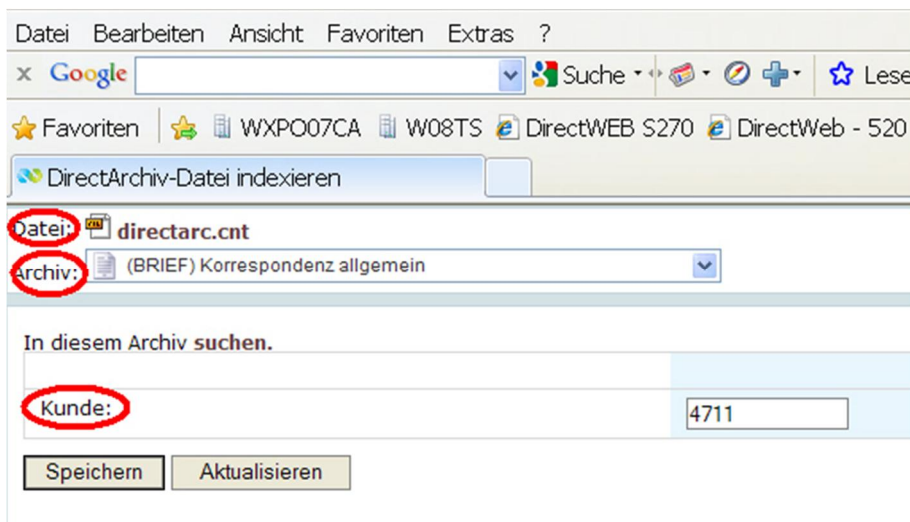 Datei Bearbeiten Ansicht Favoriten Extras ?
x Google Suche Lese
Favoriten WXPO07CA W08TS DirectWEB S270 DirectWeb - 520
DirectArchiv-Datei indexieren
Datei: directarc.cnt
Archiv: (BRIEF) Korrespondenz allgemein
In diesem Archiv suchen.
Kunde: 4711
Speichern Aktualisieren